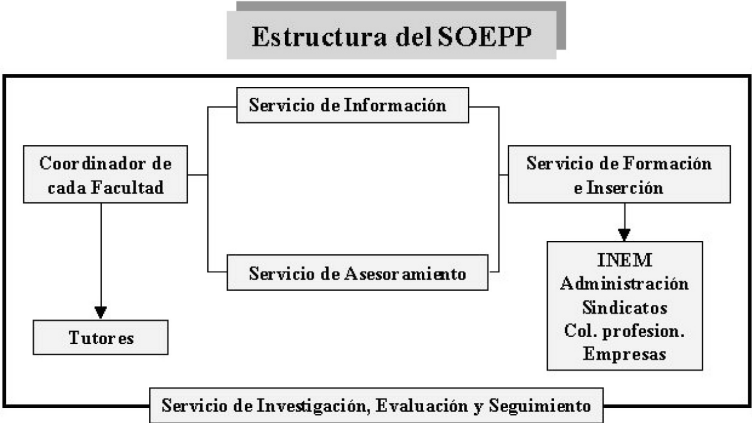 Estructura del SOEPP
Servicio de Información
Coordinador de
cada Facultad
Servicio de Formación
e Inserción
Servicio de Asesoramiento
INEM
Administración
Sindicatos
Col. profesion.
Empresas
Tutores
Servicio de Investigación, Evaluación y Seguimiento